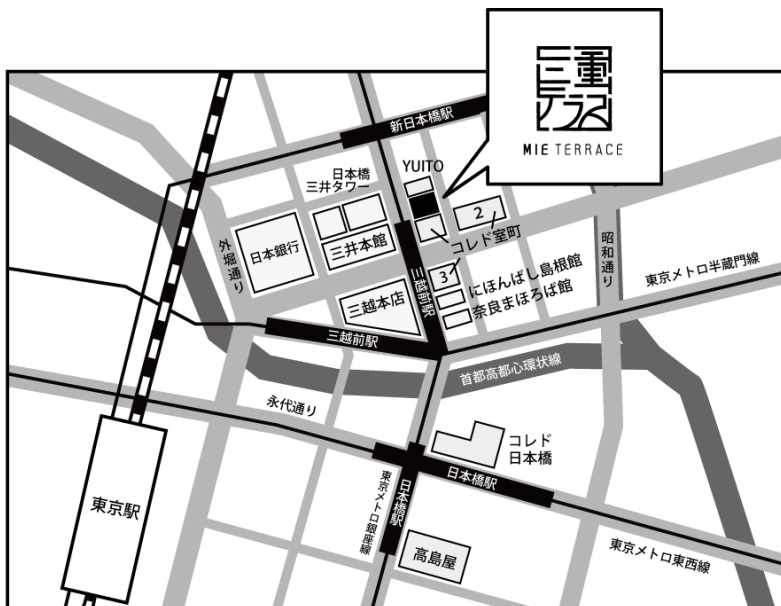 三重テラス
MIE TERRACE
新日本橋駅
YUITO
日本橋
三井タワー
2
コレド室町
日本銀行
三井本館
外堀通り
昭和通り
三越前駅
3
にほんばし島根館
奈良まほろば館
東京メトロ半蔵門線
三越本店
三越前駅
首都高都心環状線
永代通り
コレド
日本橋
日本橋駅
日本橋駅
東京メトロ銀座線
東京駅
高島屋
東京メトロ東西線